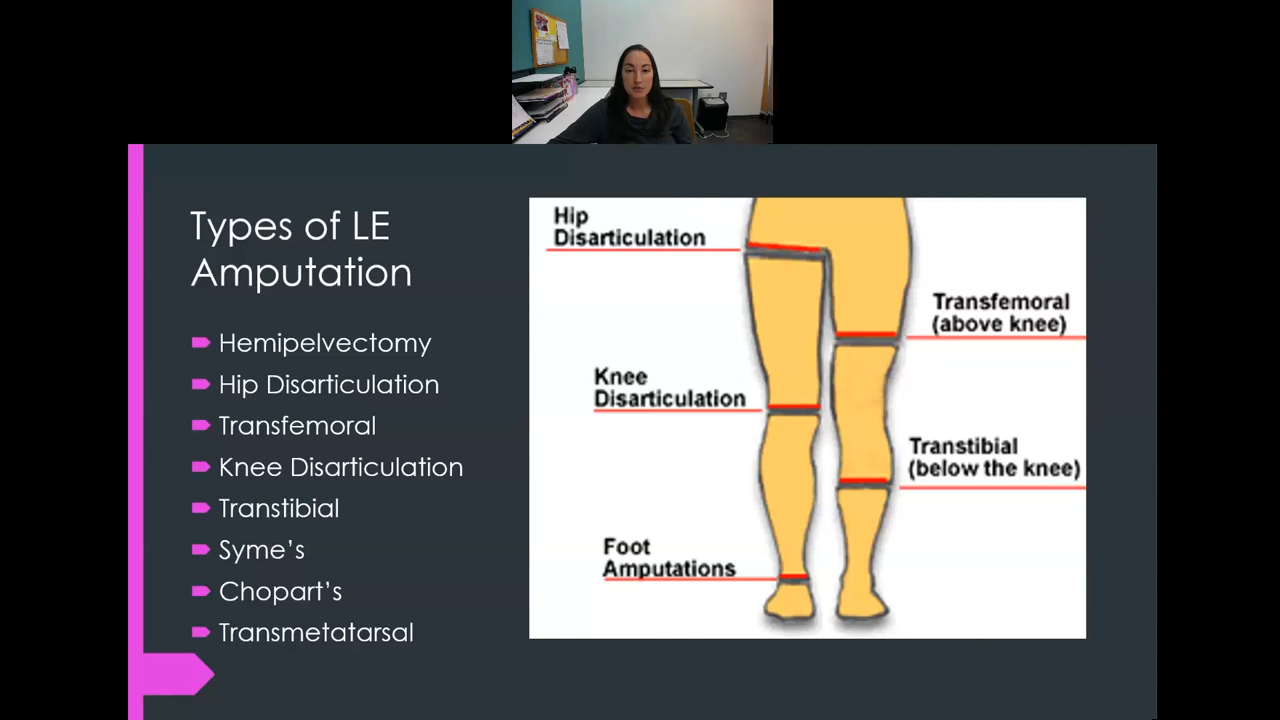 Types of LE
Amputation
Hemipelvectomy
Hip Disarticulation
Transfemoral
Knee Disarticulation
Transtibial
Syme’s
Chopart’s
Transmetatarsal
Hip
Disarticulation
Transfemoral
(above knee)
Knee
Disarticulation
Transtibial
(below the knee)
Foot
Amputations